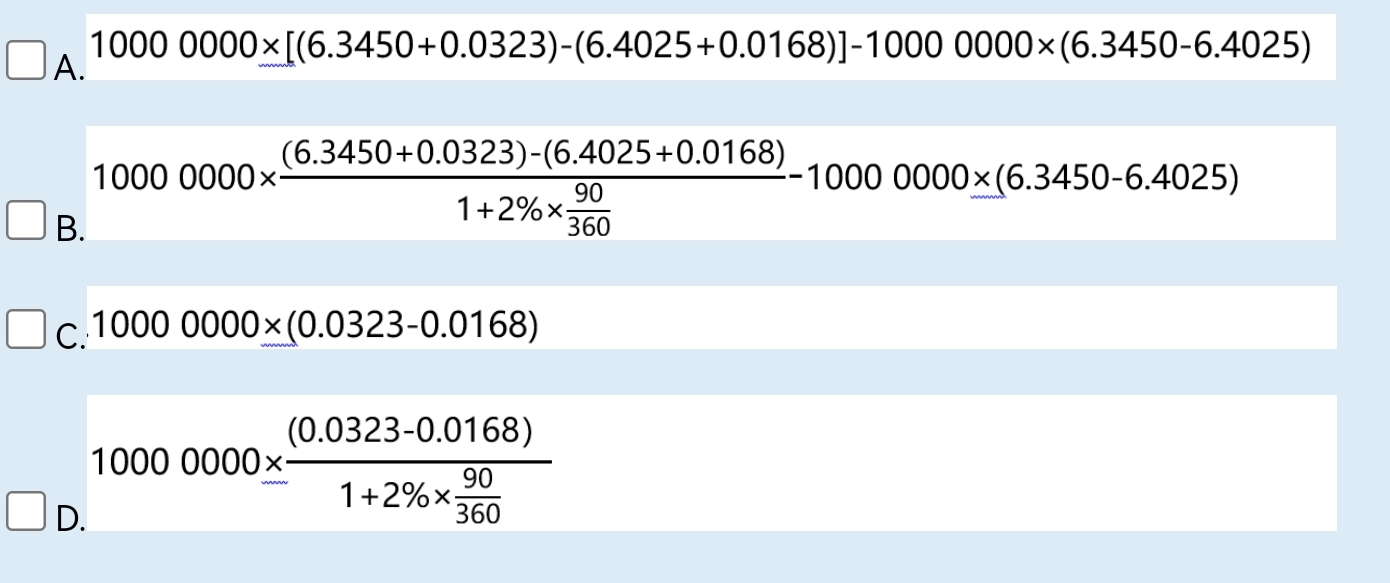 A. 1000 0000×[(6.3450+0.0323)-(6.4025+0.0168)]-1000 0000×(6.3450-6.4025)
(6.3450+0.0323)-(6.4025+0.0168)
1000 0000× -1000 0000×(6.3450-6.4025)
1+2%× 90
360
B.
C. 1000 0000×(0.0323-0.0168)
(0.0323-0.0168)
1000 0000×
1+2%× 90
360
D.